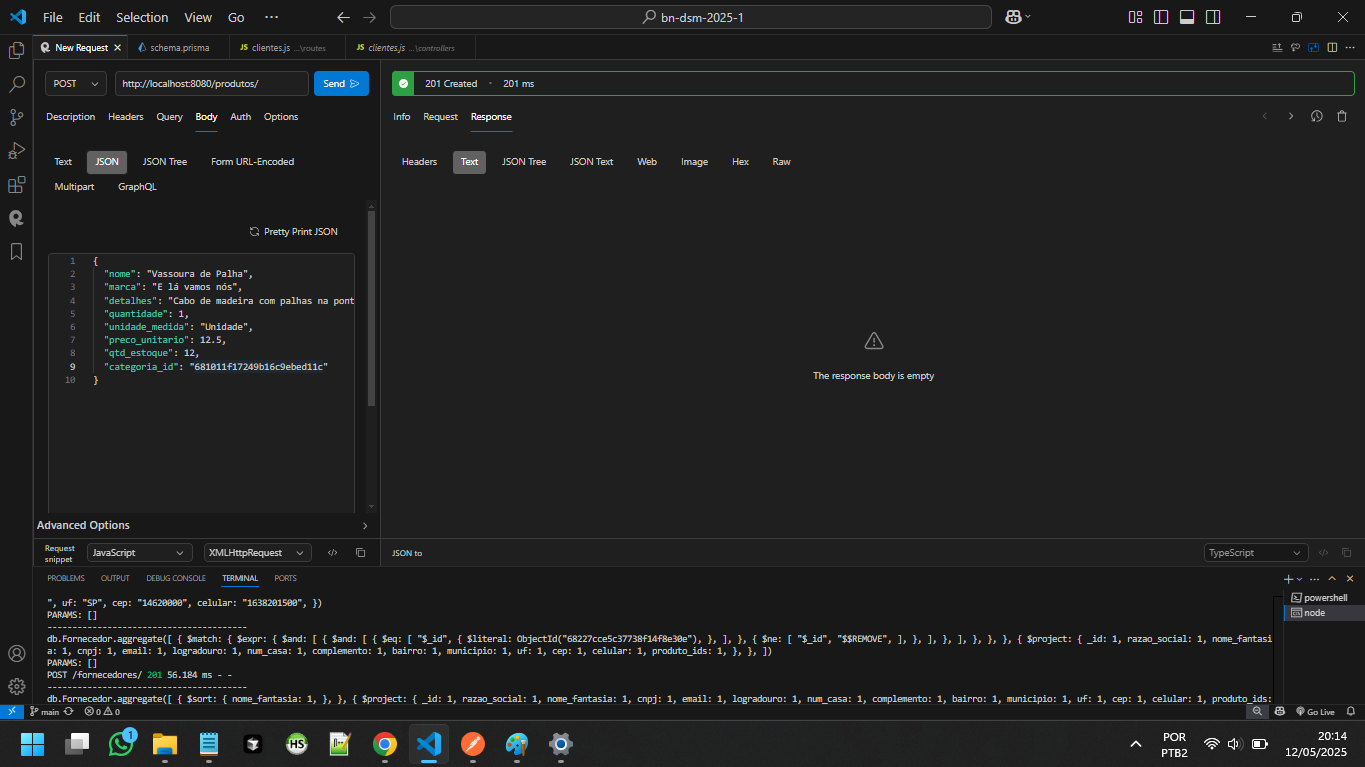 File Edit Selection View Go ··· bn-dsm-2025-1
New Request schema.prisma JS clientes.js ...\routes JS clientes.js ...\controllers
POST http://localhost:8080/produtos/ Send
201 Created · 201 ms
Description Headers Query Body Auth Options
Info Request Response
Text JSON JSON Tree Form URL-Encoded
Multipart GraphQL
Headers Text JSON Tree JSON Text Web Image Hex Raw
Pretty Print JSON
1 {
2 "nome": "Vassoura de Palha",
3 "marca": "E lá vamos nós",
4 "detalhes": "Cabo de madeira com palhas na pont
5 "quantidade": 1,
6 "unidade_medida": "Unidade",
7 "preco_unitario": 12.5,
8 "qtd_estoque": 12,
9 "categoria_id": "681011f17249b16c9ebed11c"
10 }
The response body is empty
Advanced Options
Request snippet JavaScript XMLHttpRequest
JSON to TypeScript
PROBLEMS OUTPUT DEBUG CONSOLE TERMINAL PORTS
powershell
node
", uf: "SP", cep: "14620000", celular: "1638201500", })
PARAMS: []
----------------------------------------
db.Fornecedor.aggregate([ { $match: { $expr: { $and: [ { $and: [ { $eq: [ "$_id", { $literal: ObjectId("68227cce5c37738f14f8e30e"), }, ], }, { $ne: [ "$_id", "$$REMOVE", ], }, ], }, ], }, }, }, { $project: { _id: 1, razao_social: 1, nome_fantasi
a: 1, cnpj: 1, email: 1, logradouro: 1, num_casa: 1, complemento: 1, bairro: 1, municipio: 1, uf: 1, cep: 1, celular: 1, produto_ids: 1, }, }, ])
PARAMS: []
POST /fornecedores/ 201 56.184 ms - -
----------------------------------------
db.Fornecedor.aggregate([ { $sort: { nome_fantasia: 1, }, }, { $project: { _id: 1, razao_social: 1, nome_fantasia: 1, cnpj: 1, email: 1, logradouro: 1, num_casa: 1, complemento: 1, bairro: 1, municipio: 1, uf: 1, cep: 1, celular: 1, produto_ids:
main 0 0 Go Live
1
HS
POR
PTB2
20:14
12/05/2025